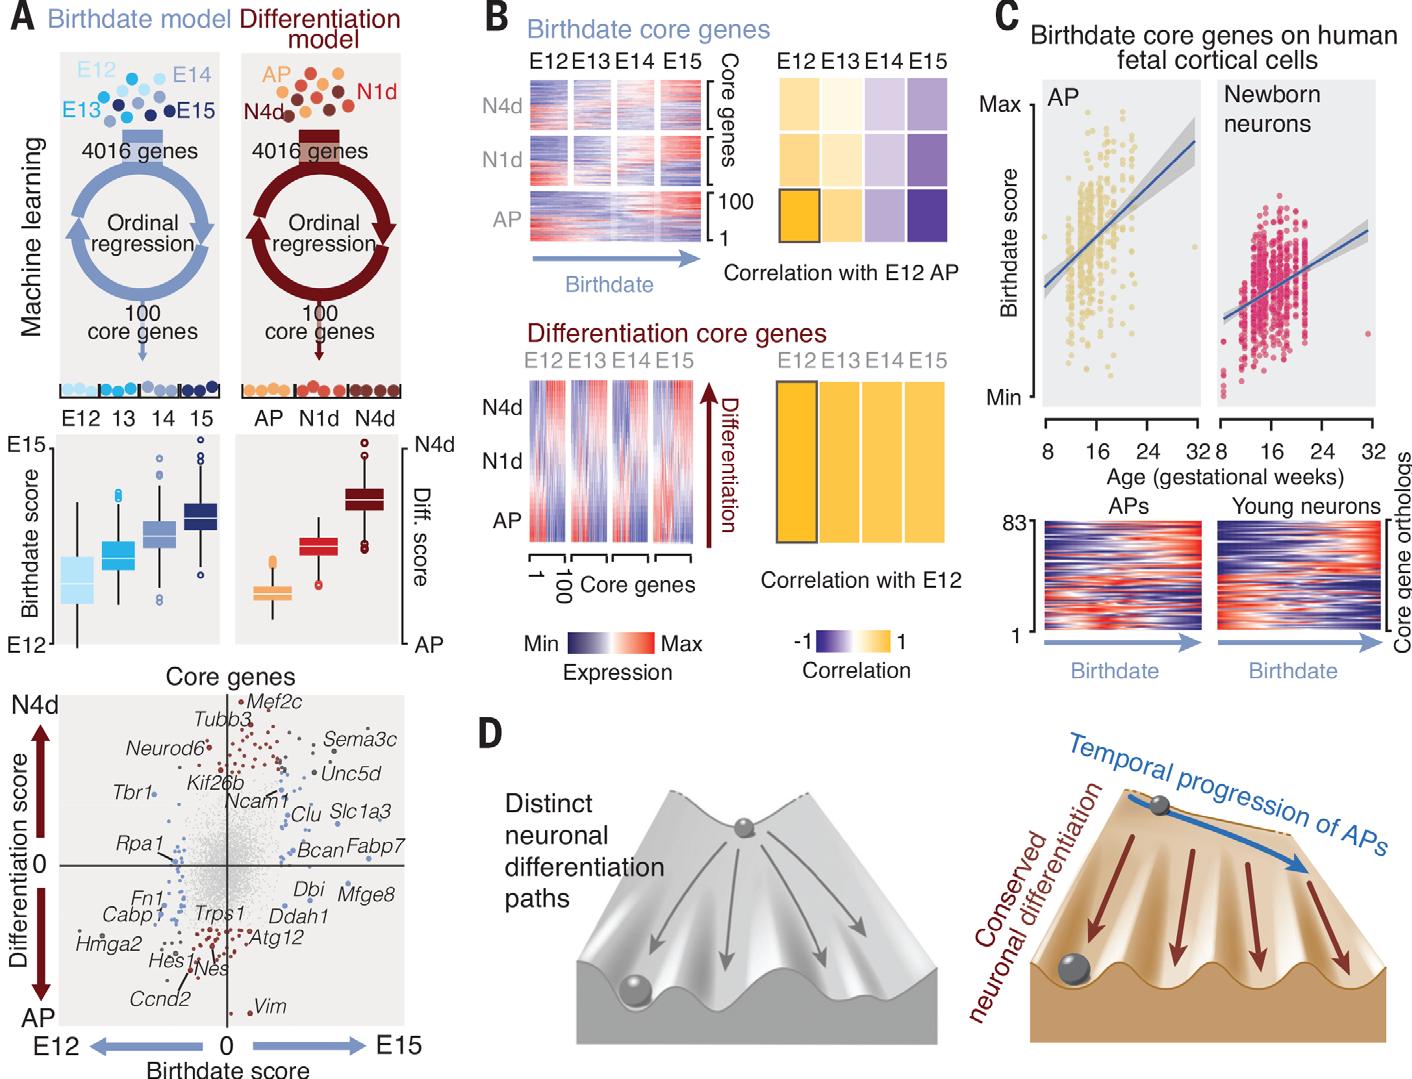 A
Birthdate model
Differentiation
model
E12
E14
E13
E15
AP
N1d
N4d
Machine learning
4016 genes
4016 genes
Ordinal
regression
Ordinal
regression
100
core genes
100
core genes
E12 13 14 15
AP N1d N4d
E15
Birthdate score
E12
N4d
Diff. score
AP
Core genes
N4d
Differentiation score
0
AP
Mef2c
Tubb3
Neurod6
Sema3c
Kif26b
Unc5d
Tbr1
Ncam1
Clu
Slc1a3
Rpa1
Bcan
Fabp7
Fn1
Dbi
Mfge8
Cabp1
Trps1
Ddah1
Hmga2
Atg12
Hes1
Nes
Ccnd2
Vim
E12
0
E15
Birthdate score
B
Birthdate core genes
E12 E13 E14 E15
E12 E13 E14 E15
N4d
N1d
AP
Core genes
100
1
Birthdate
Correlation with E12 AP
Differentiation core genes
E12 E13 E14 E15
E12 E13 E14 E15
N4d
N1d
AP
Differentiation
1
100
Core genes
Correlation with E12
Min
Max
Expression
-1
1
Correlation
C
Birthdate core genes on human
fetal cortical cells
Max
AP
Newborn
neurons
Birthdate score
Min
8 16 24 32
8 16 24 32
Age (gestational weeks)
APs
Young neurons
83
1
Core gene orthologs
Birthdate
Birthdate
D
Distinct
neuronal
differentiation
paths
Temporal progression of APs
Conserved
neuronal differentiation